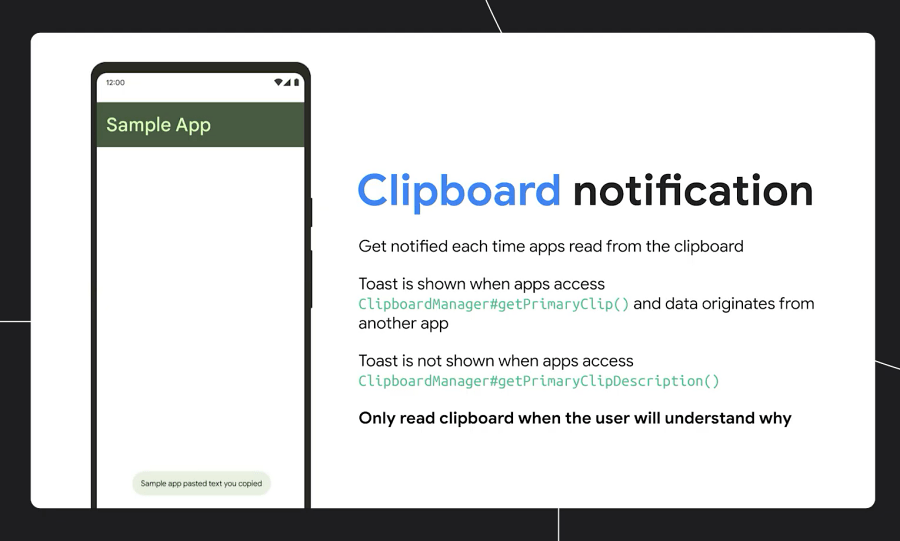 12:00
Sample App
Clipboard notification
Get notified each time apps read from the clipboard
Toast is shown when apps access
ClipboardManager#getPrimaryClip() and data originates from
another app
Toast is not shown when apps access
ClipboardManager#getPrimaryClipDescription()
Only read clipboard when the user will understand why
Sample app pasted text you copied